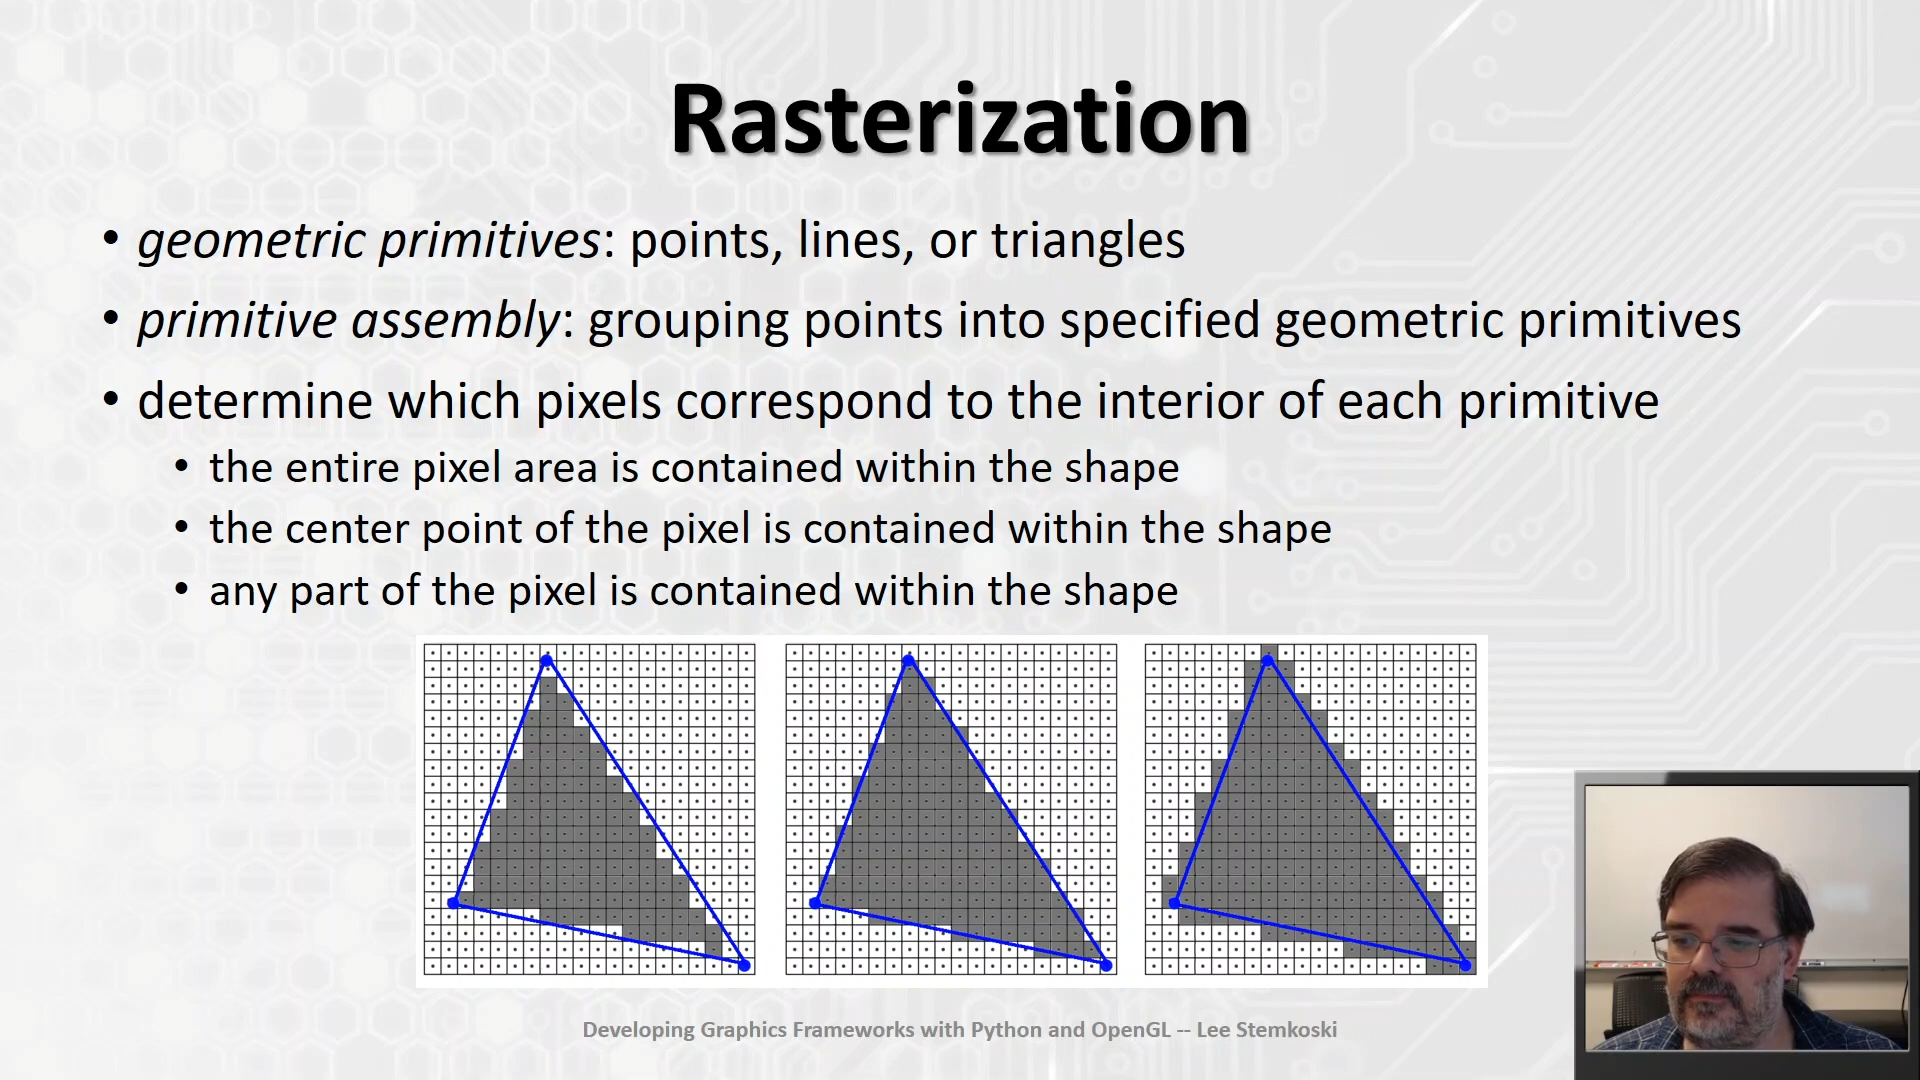 Rasterization
• geometric primitives: points, lines, or triangles
• primitive assembly: grouping points into specified geometric primitives
• determine which pixels correspond to the interior of each primitive
• the entire pixel area is contained within the shape
• the center point of the pixel is contained within the shape
• any part of the pixel is contained within the shape
Developing Graphics Frameworks with Python and OpenGL -- Lee Stemkoski